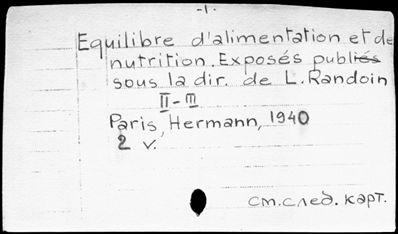 -1-
Equilibre d'alimentation et de
nutrition. Exposés publiés
sous la dir. de L. Randoin
II-III
Paris, Hermann, 1940
2 v.
см.след. карт.